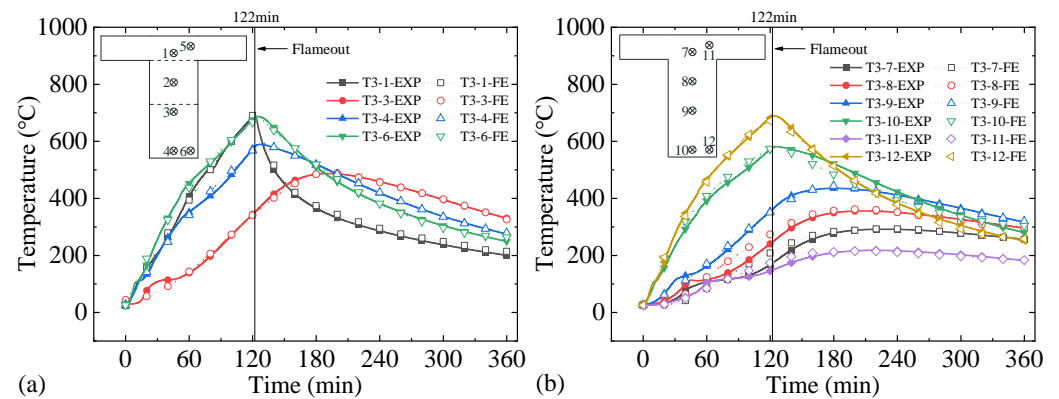 122min
Flameout
1000
800
600
400
200
0
Temperature (°C)
0 60 120 180 240 300 360
Time (min)
(a)
1 5
2
3
4 6
T3-1-EXP T3-1-FE
T3-3-EXP T3-3-FE
T3-4-EXP T3-4-FE
T3-6-EXP T3-6-FE
122min
Flameout
1000
800
600
400
200
0
Temperature (°C)
0 60 120 180 240 300 360
Time (min)
(b)
7 11
8
9
10 12
T3-7-EXP T3-7-FE
T3-8-EXP T3-8-FE
T3-9-EXP T3-9-FE
T3-10-EXP T3-10-FE
T3-11-EXP T3-11-FE
T3-12-EXP T3-12-FE